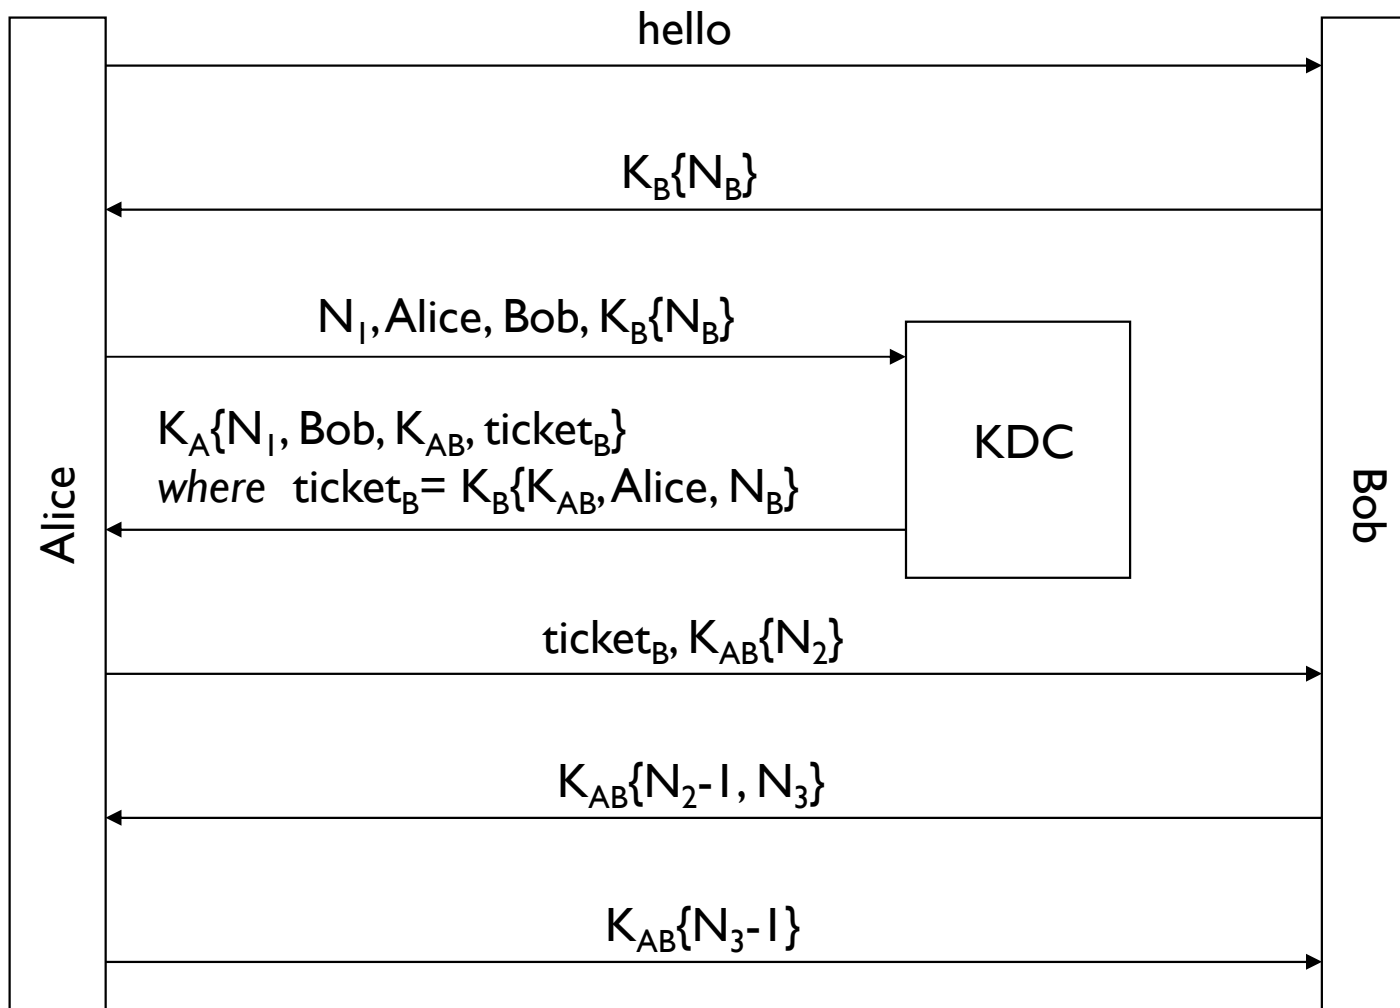 hello
K_B{N_B}
N_1, Alice, Bob, K_B{N_B}
K_A{N_1, Bob, K_AB, ticket_B}
where ticket_B= K_B{K_AB, Alice, N_B}
KDC
Alice
Bob
ticket_B, K_AB{N_2}
K_AB{N_2-1, N_3}
K_AB{N_3-1}